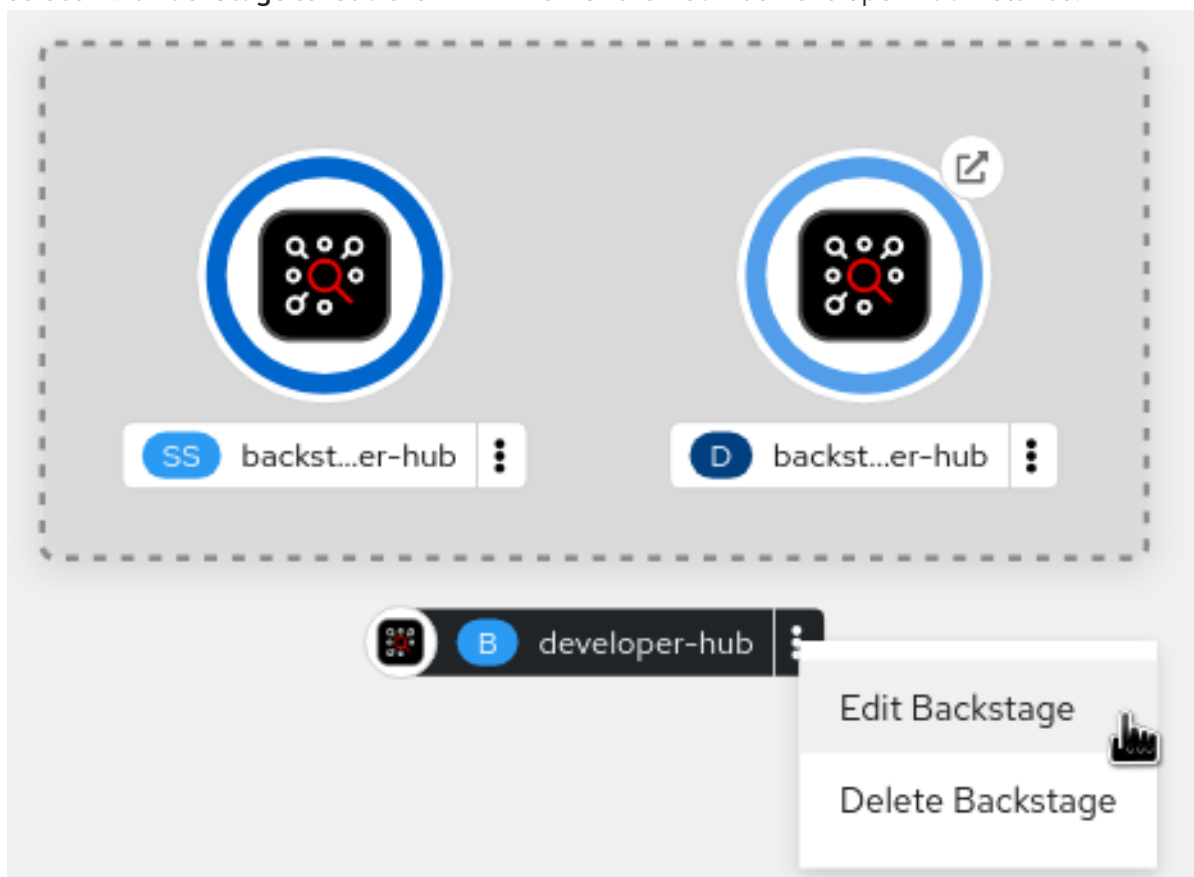 SS backst...er-hub
D backst...er-hub
B developer-hub
Edit Backstage
Delete Backstage